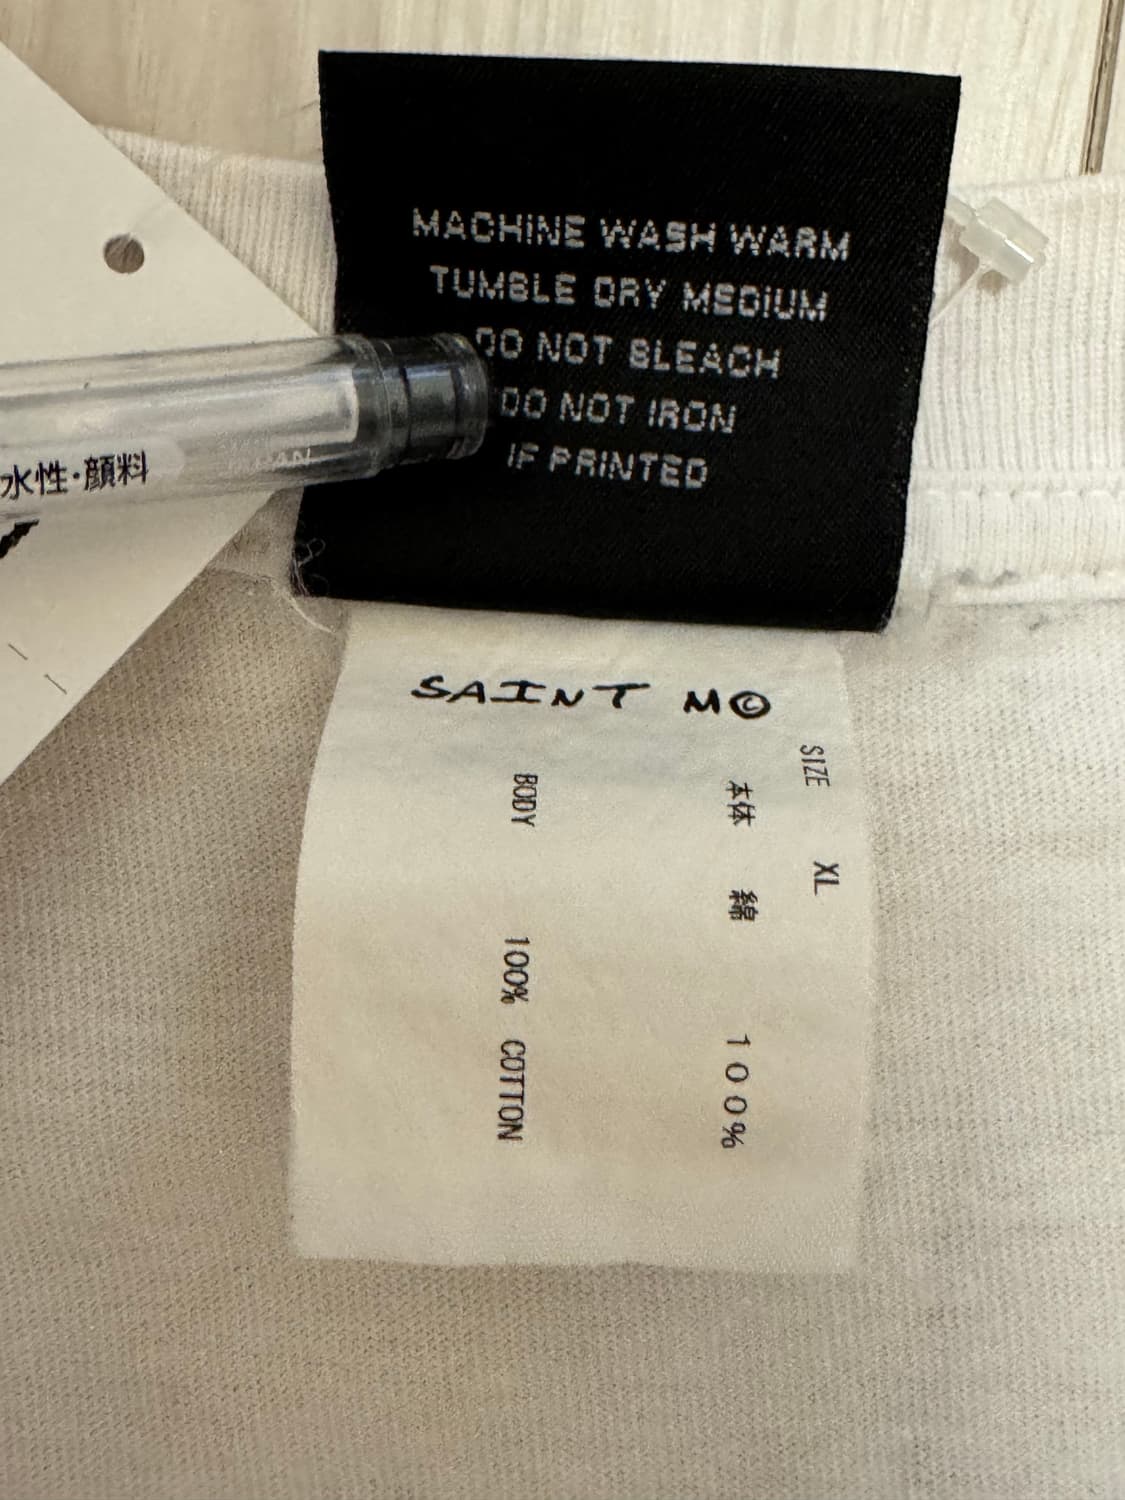 MACHINE WASH WARM
TUMBLE DRY MEDIUM
DO NOT BLEACH
DO NOT IRON
IF PRINTED
水性・顔料
SAINT M©
SIZE XL
本体 綿 100%
BODY 100% COTTON